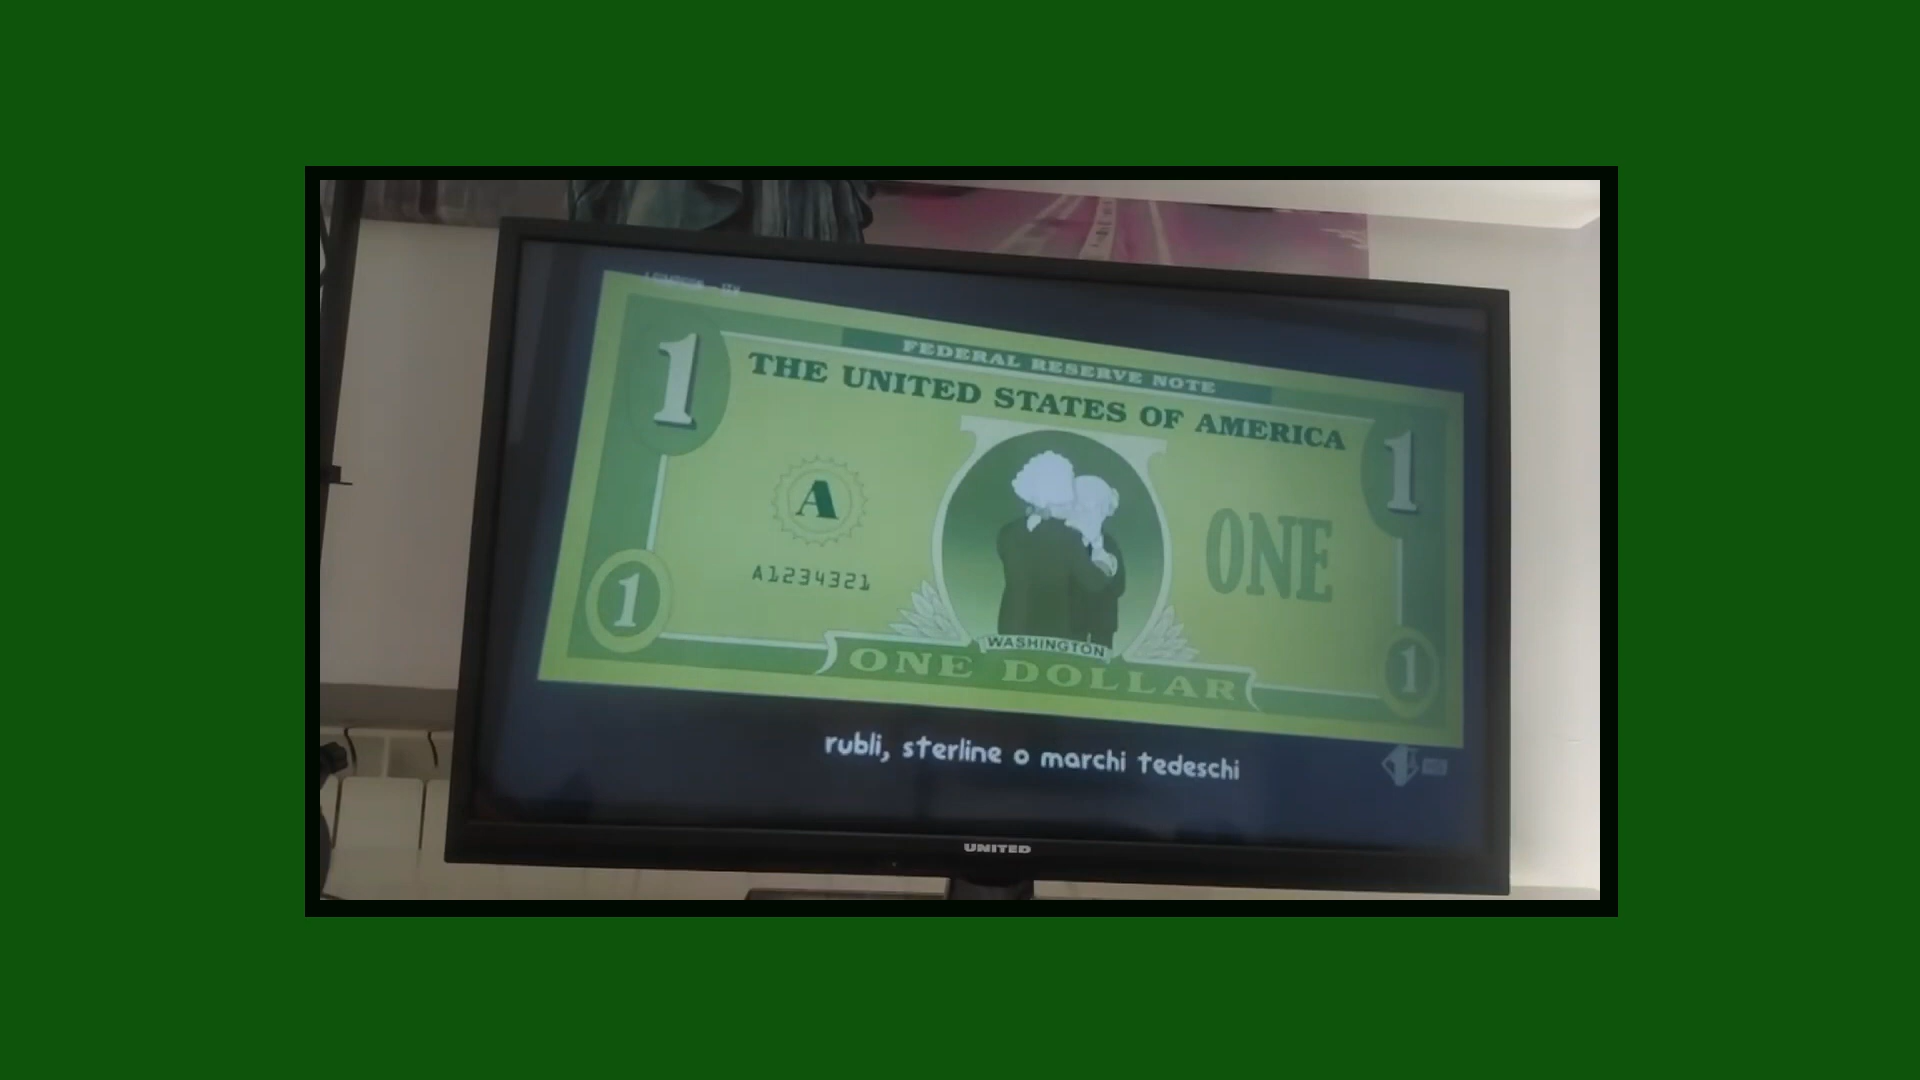 FEDERAL RESERVE NOTE
THE UNITED STATES OF AMERICA
1
1
A
ONE
A1234321
1
WASHINGTON
ONE DOLLAR
1
rubli, sterline o marchi tedeschi
UNITED